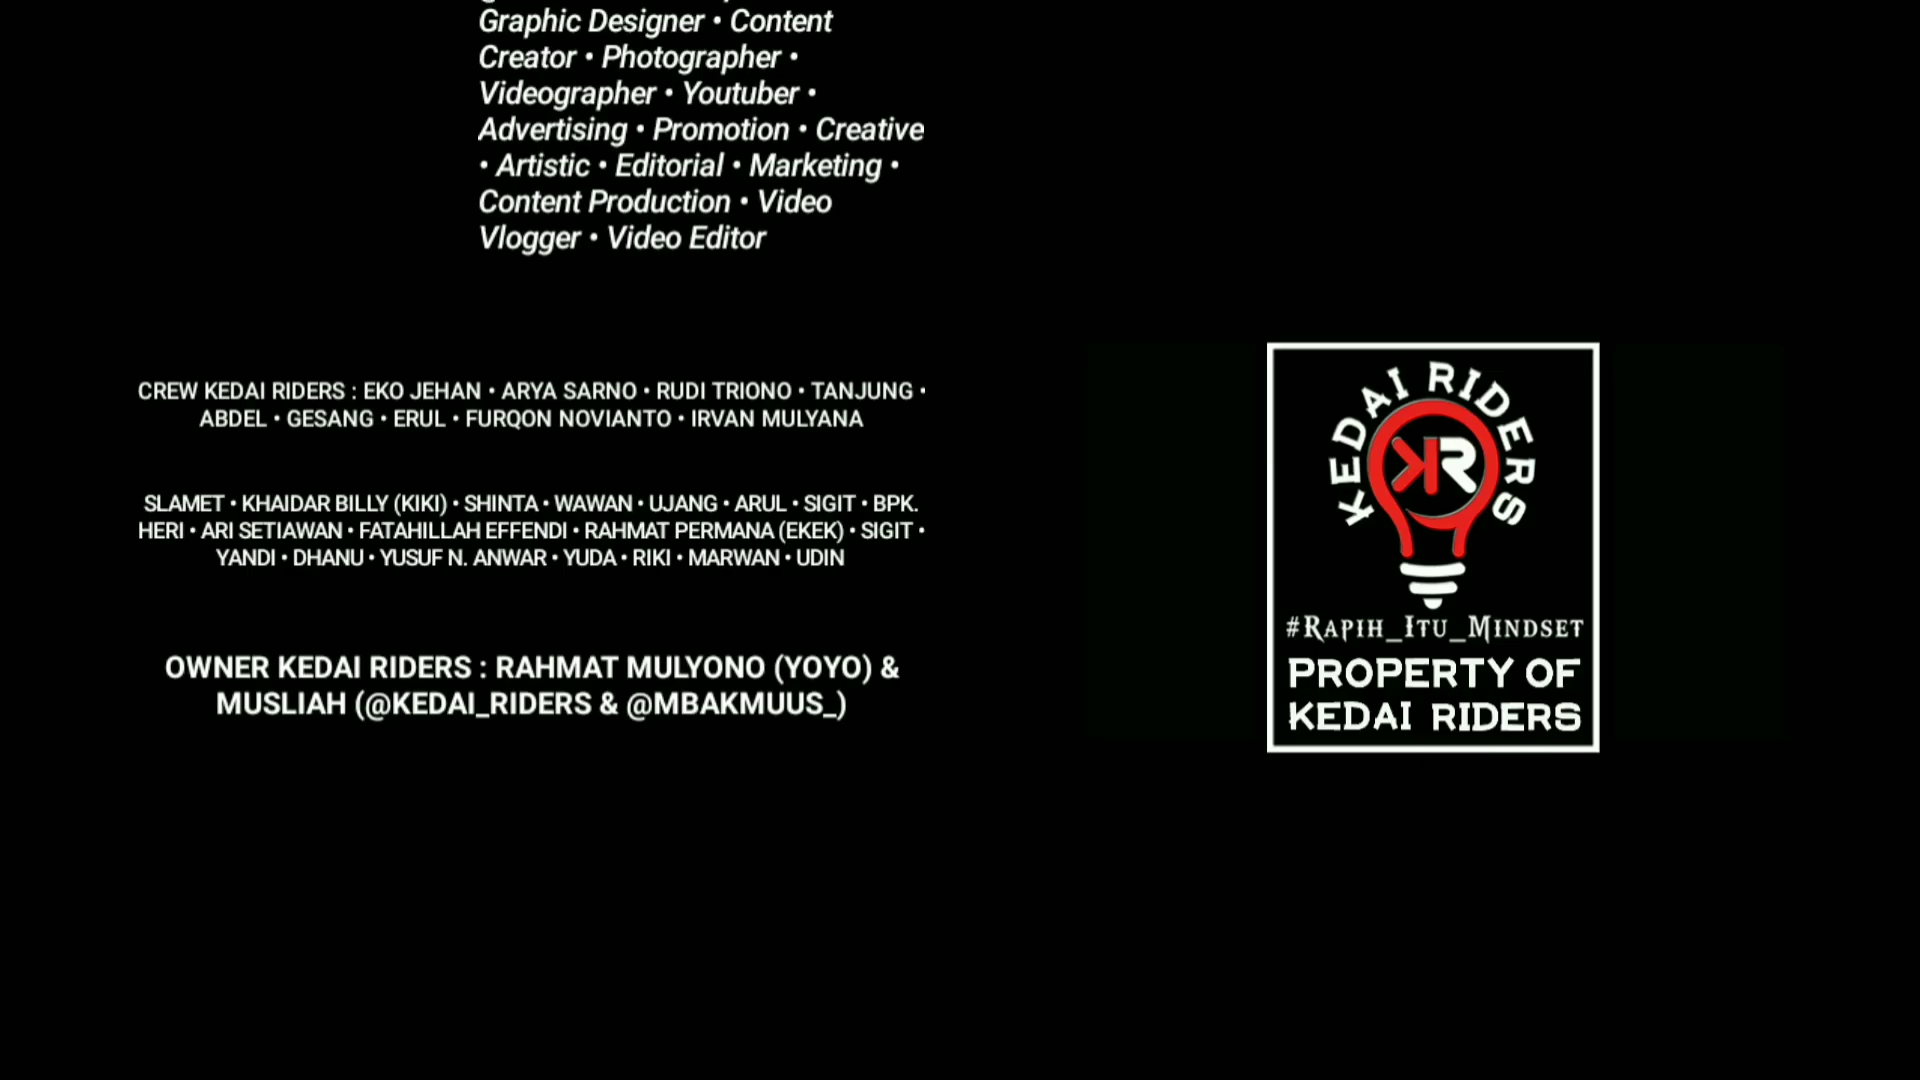 Graphic Designer • Content
Creator • Photographer •
Videographer • Youtuber •
Advertising • Promotion • Creative
• Artistic • Editorial • Marketing •
Content Production • Video
Vlogger • Video Editor
CREW KEDAI RIDERS : EKO JEHAN • ARYA SARNO • RUDI TRIONO • TANJUNG •
ABDEL • GESANG • ERUL • FURQON NOVIANTO • IRVAN MULYANA
SLAMET • KHAIDAR BILLY (KIKI) • SHINTA • WAWAN • UJANG • ARUL • SIGIT • BPK.
HERI • ARI SETIAWAN • FATAHILLAH EFFENDI • RAHMAT PERMANA (EKEK) • SIGIT •
YANDI • DHANU • YUSUF N. ANWAR • YUDA • RIKI • MARWAN • UDIN
OWNER KEDAI RIDERS : RAHMAT MULYONO (YOYO) &
MUSLIAH (@KEDAI_RIDERS & @MBAKMUUS_)
KEDAI RIDERS
KR
#RAPIH_ITU_MINDSET
PROPERTY OF
KEDAI RIDERS